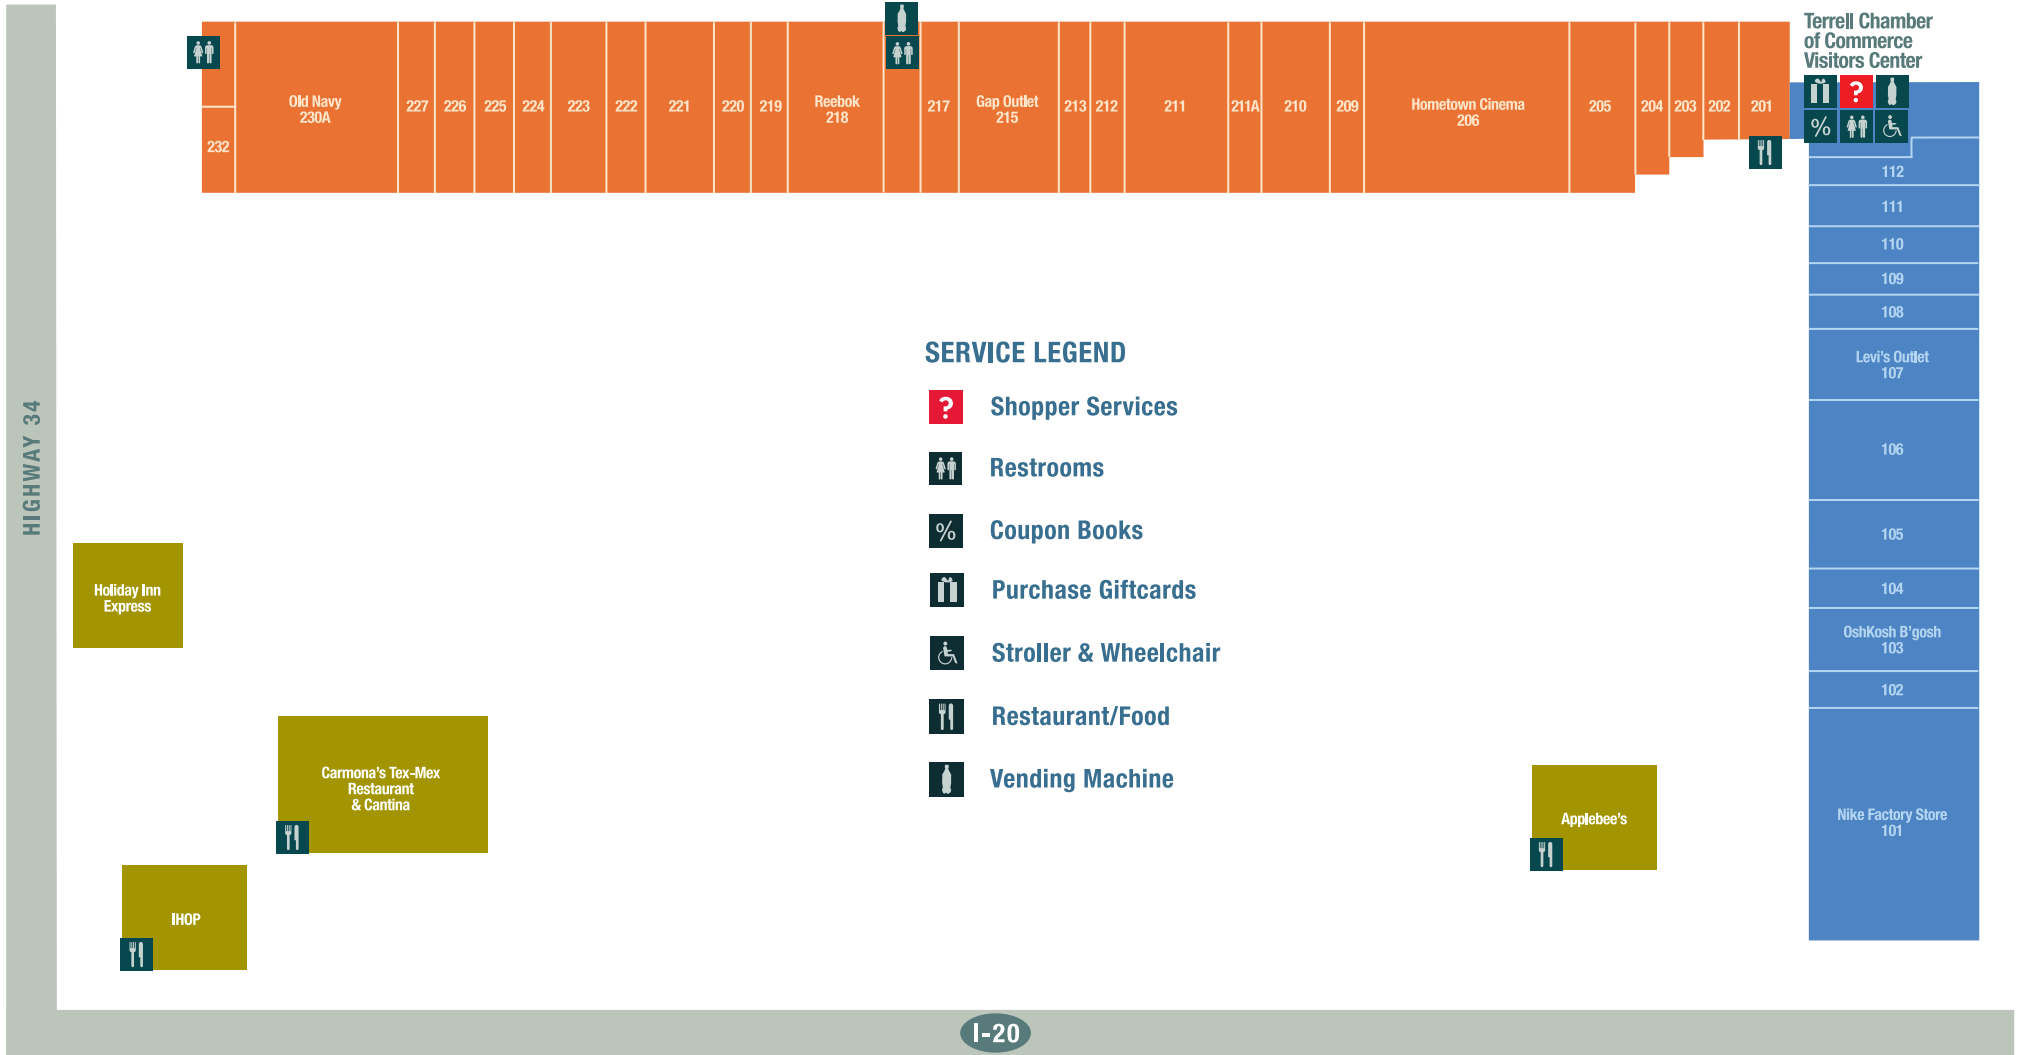 Terrell Chamber
of Commerce
Visitors Center
Old Navy
230A
227
226
225
224
223
222
221
220
219
Reebok
218
217
Gap Outlet
215
213
212
211
211A
210
209
Hometown Cinema
206
205
204
203
202
201
232
?
%
112
111
110
109
108
Levi's Outlet
107
106
105
104
OshKosh B'gosh
103
102
Nike Factory Store
101
SERVICE LEGEND
? Shopper Services
Restrooms
% Coupon Books
Purchase Giftcards
Stroller & Wheelchair
Restaurant/Food
Vending Machine
HIGHWAY 34
Holiday Inn
Express
Carmona's Tex-Mex
Restaurant
& Cantina
IHOP
Applebee's
I-20